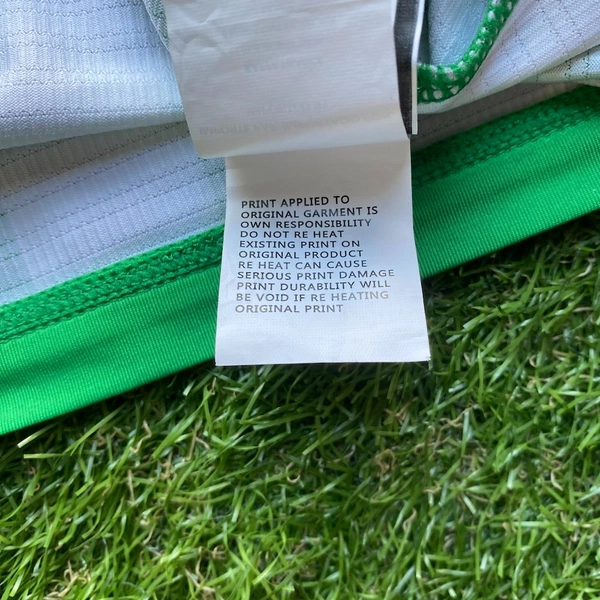 PRINT APPLIED TO
ORIGINAL GARMENT IS
OWN RESPONSIBILITY
DO NOT RE HEAT
EXISTING PRINT ON
ORIGINAL PRODUCT
RE HEAT CAN CAUSE
SERIOUS PRINT DAMAGE
PRINT DURABILITY WILL
BE VOID IF RE HEATING
ORIGINAL PRINT